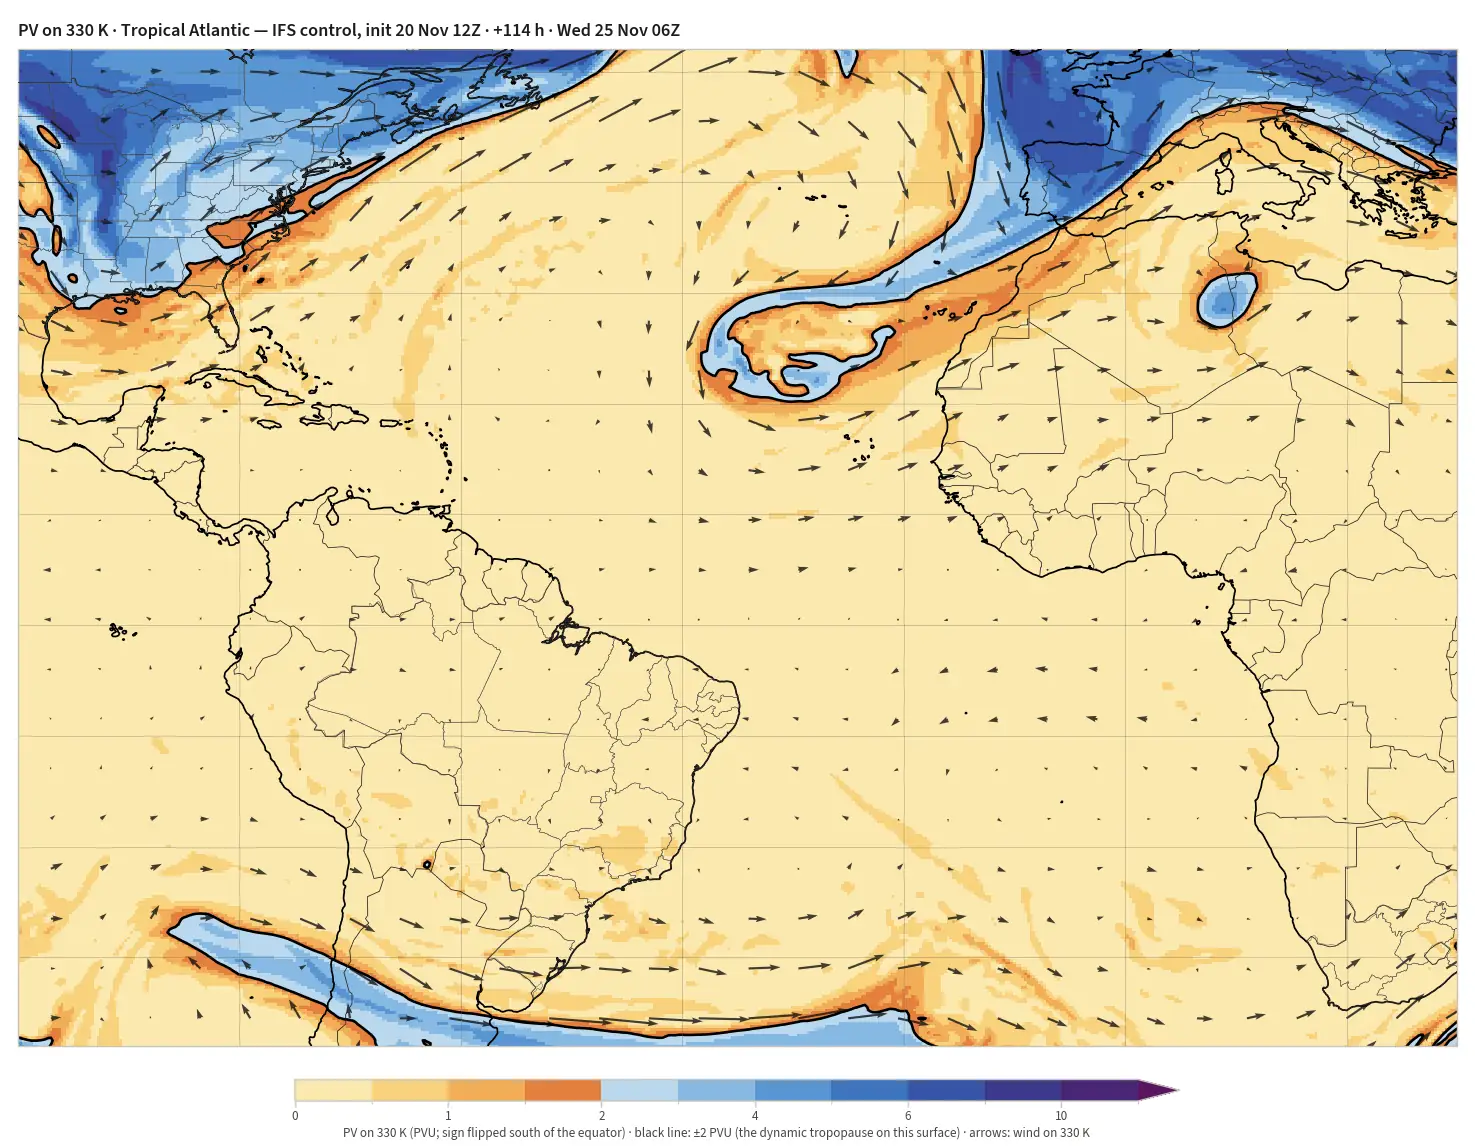 PV on 330 K · Tropical Atlantic — IFS control, init 20 Nov 12Z · +114 h · Wed 25 Nov 06Z
0 1 2 4 6 10
PV on 330 K (PVU; sign flipped south of the equator) · black line: ±2 PVU (the dynamic tropopause on this surface) · arrows: wind on 330 K